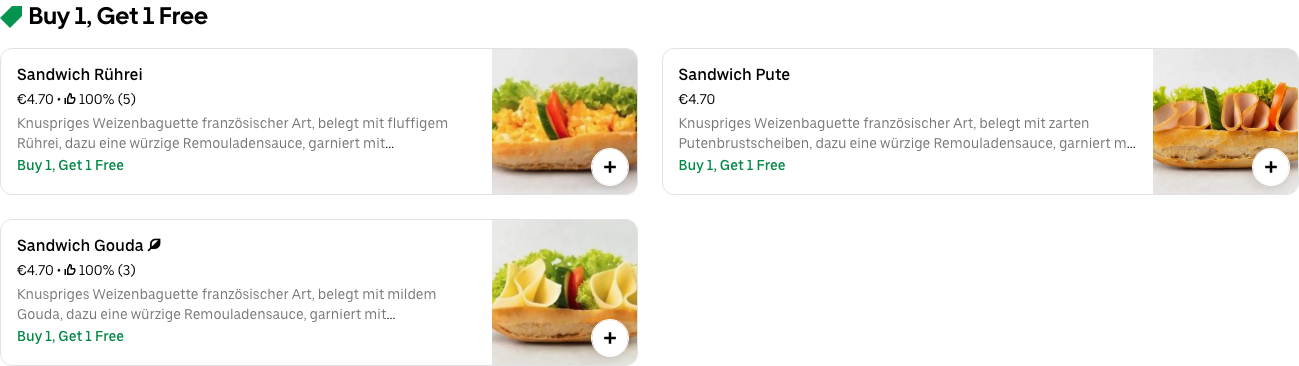 Buy 1, Get 1 Free
Sandwich Rührei
€4.70 • 100% (5)
Knuspriges Weizenbaguette französischer Art, belegt mit fluffigem
Rührei, dazu eine würzige Remouladensauce, garniert mit...
Buy 1, Get 1 Free
Sandwich Pute
€4.70
Knuspriges Weizenbaguette französischer Art, belegt mit zarten
Putenbrustscheiben, dazu eine würzige Remouladensauce, garniert m...
Buy 1, Get 1 Free
Sandwich Gouda
€4.70 • 100% (3)
Knuspriges Weizenbaguette französischer Art, belegt mit mildem
Gouda, dazu eine würzige Remouladensauce, garniert mit...
Buy 1, Get 1 Free